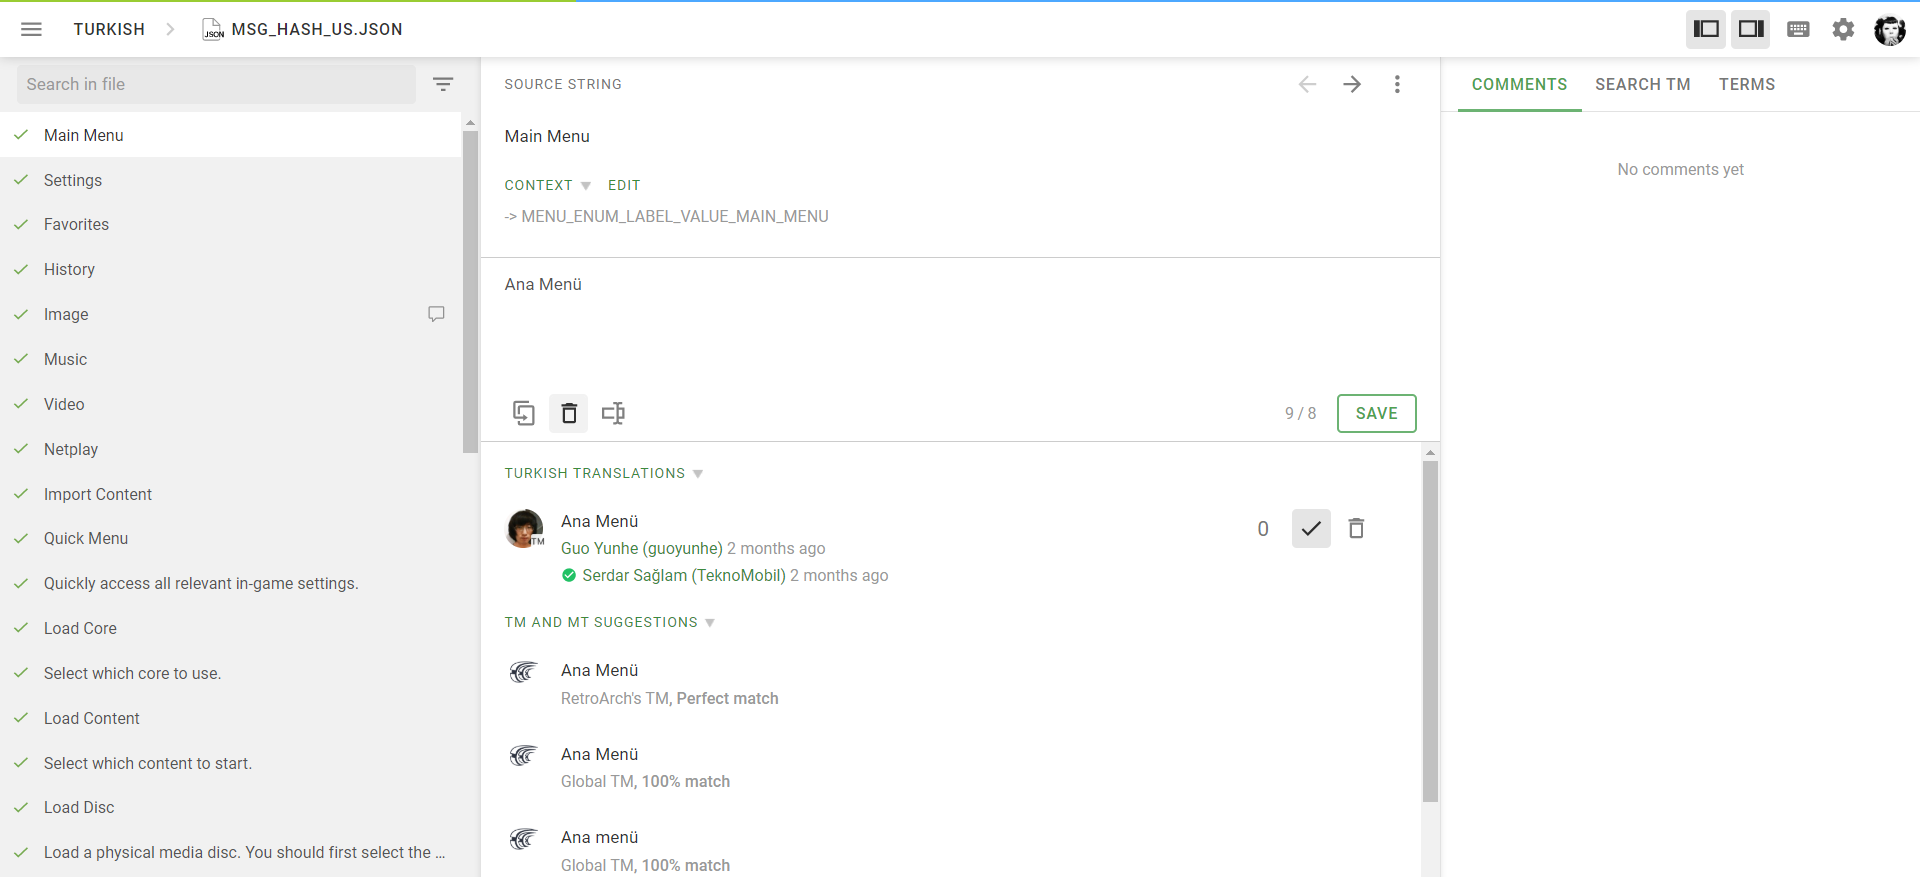 TURKISH
JSON
MSG_HASH_US.JSON
Search in file
Main Menu
Settings
Favorites
History
Image
Music
Video
Netplay
Import Content
Quick Menu
Quickly access all relevant in-game settings.
Load Core
Select which core to use.
Load Content
Select which content to start.
Load Disc
Load a physical media disc. You should first select the ...
SOURCE STRING
Main Menu
CONTEXT EDIT
-> MENU_ENUM_LABEL_VALUE_MAIN_MENU
Ana Menü
9 / 8
SAVE
TURKISH TRANSLATIONS
Ana Menü
TM
0
Guo Yunhe (guoyunhe) 2 months ago
Serdar Sağlam (TeknoMobil) 2 months ago
TM AND MT SUGGESTIONS
Ana Menü
RetroArch's TM, Perfect match
Ana Menü
Global TM, 100% match
Ana menü
Global TM, 100% match
COMMENTS SEARCH TM TERMS
No comments yet